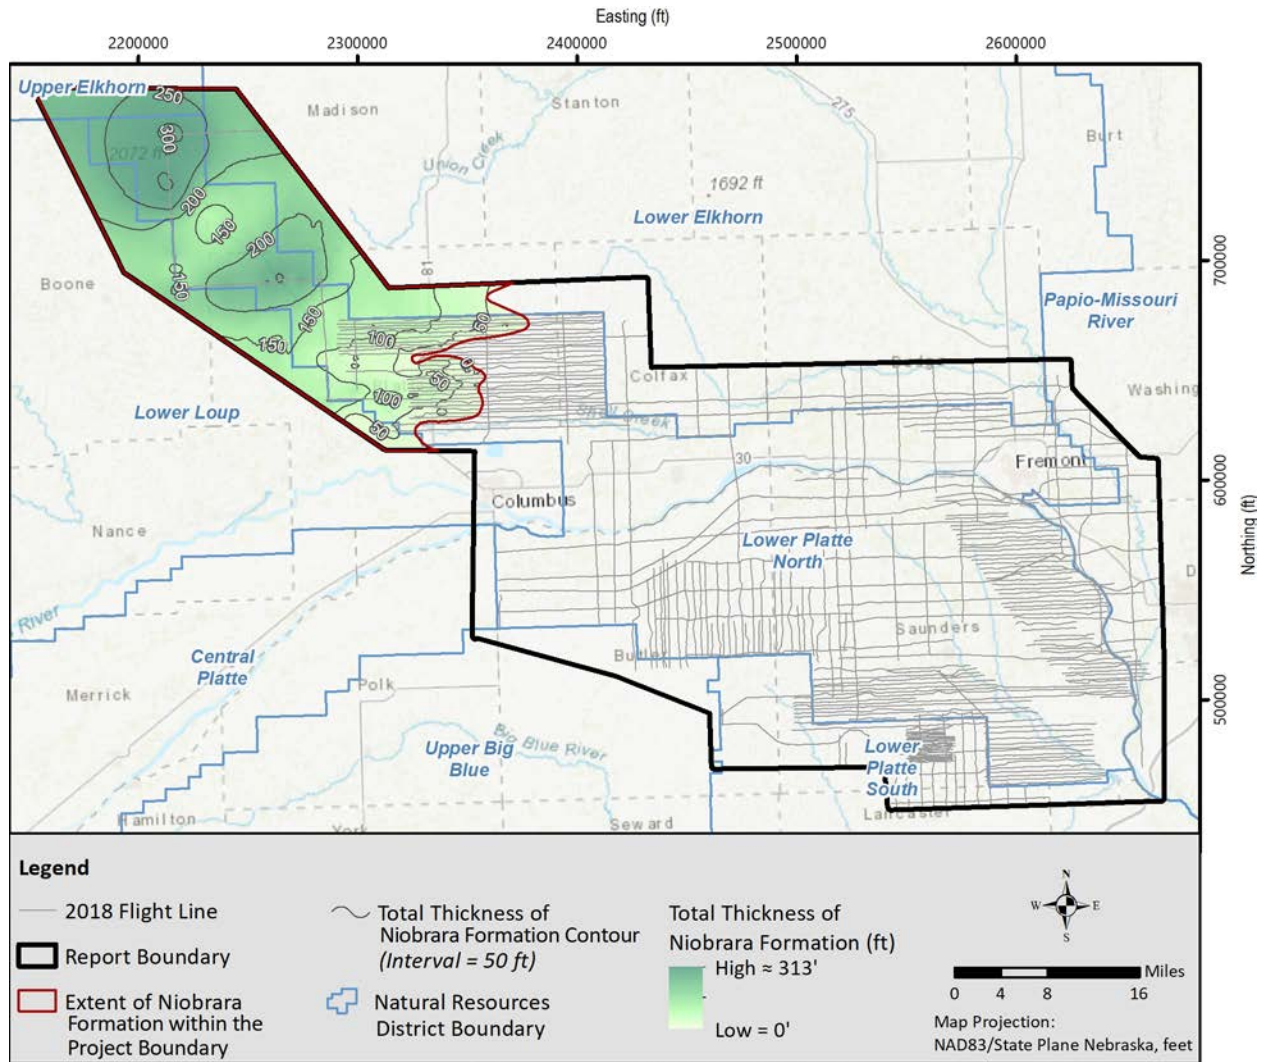 Easting (ft)
2200000 2300000 2400000 2500000 2600000
Upper Elkhorn
250
Madison
Stanton
275
Burt
300
2072 ft
Union Creek
1692 ft
200
Lower Elkhorn
150
200
81
700000
Boone
150
150
Papio-Missouri
River
50
150
100
0
Colfax
Dodge
Washing
50
Lower Loup
100
Shell Creek
50
30
Fremont
600000
Columbus
Nance
Northing (ft)
Lower Platte
North
D
River
Saunders
Central
Platte
Butler
Merrick
Polk
500000
Upper Big
Blue
Big Blue River
Lower
Platte
South
Hamilton
York
Seward
Lancaster
Legend
2018 Flight Line
Report Boundary
Extent of Niobrara
Formation within the
Project Boundary
Total Thickness of
Niobrara Formation Contour
(Interval = 50 ft)
Natural Resources
District Boundary
Total Thickness of
Niobrara Formation (ft)
High ≈ 313'
Low = 0'
N
W E
S
Miles
0 4 8 16
Map Projection:
NAD83/State Plane Nebraska, feet